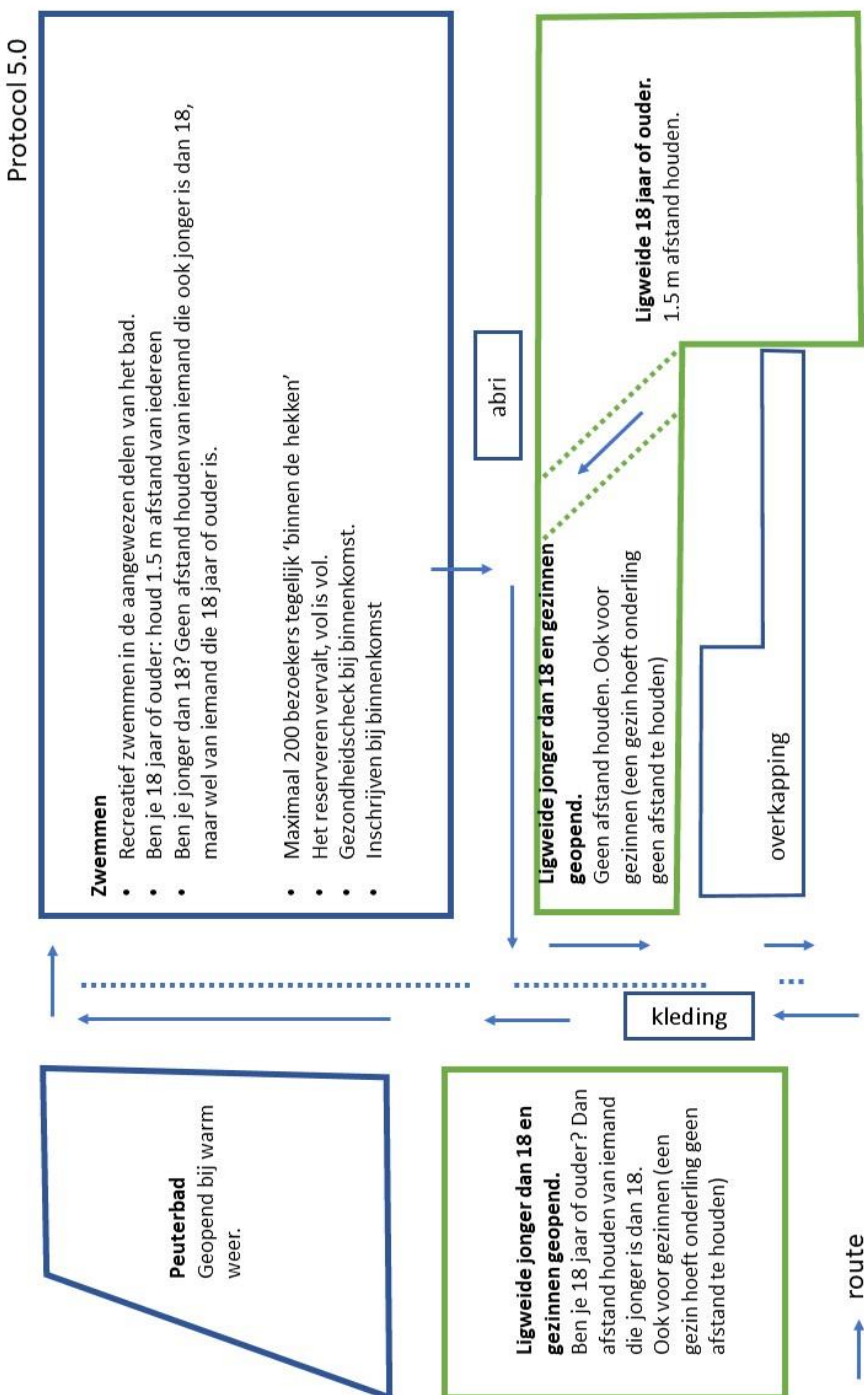 Protocol 5.0
Zwemmen
• Recreatief zwemmen in de aangewezen delen van het bad.
• Ben je 18 jaar of ouder: houd 1.5 m afstand van iedereen
• Ben je jonger dan 18? Geen afstand houden van iemand die ook jonger is dan 18,
maar wel van iemand die 18 jaar of ouder is.
• Maximaal 200 bezoekers tegelijk ‘binnen de hekken’
• Het reserveren vervalt, vol is vol.
• Gezondheidscheck bij binnenkomst.
• Inschrijven bij binnenkomst
Peuterbad
Geopend bij warm
weer.
abri
Ligweide jonger dan 18 en
gezinnen geopend.
Ben je 18 jaar of ouder? Dan
afstand houden van iemand
die jonger is dan 18.
Ook voor gezinnen (een
gezin hoeft onderling geen
afstand te houden)
kleding
Ligweide jonger dan 18 en gezinnen
geopend.
Geen afstand houden. Ook voor
gezinnen (een gezin hoeft onderling
geen afstand te houden)
Ligweide 18 jaar of ouder.
1.5 m afstand houden.
overkapping
route